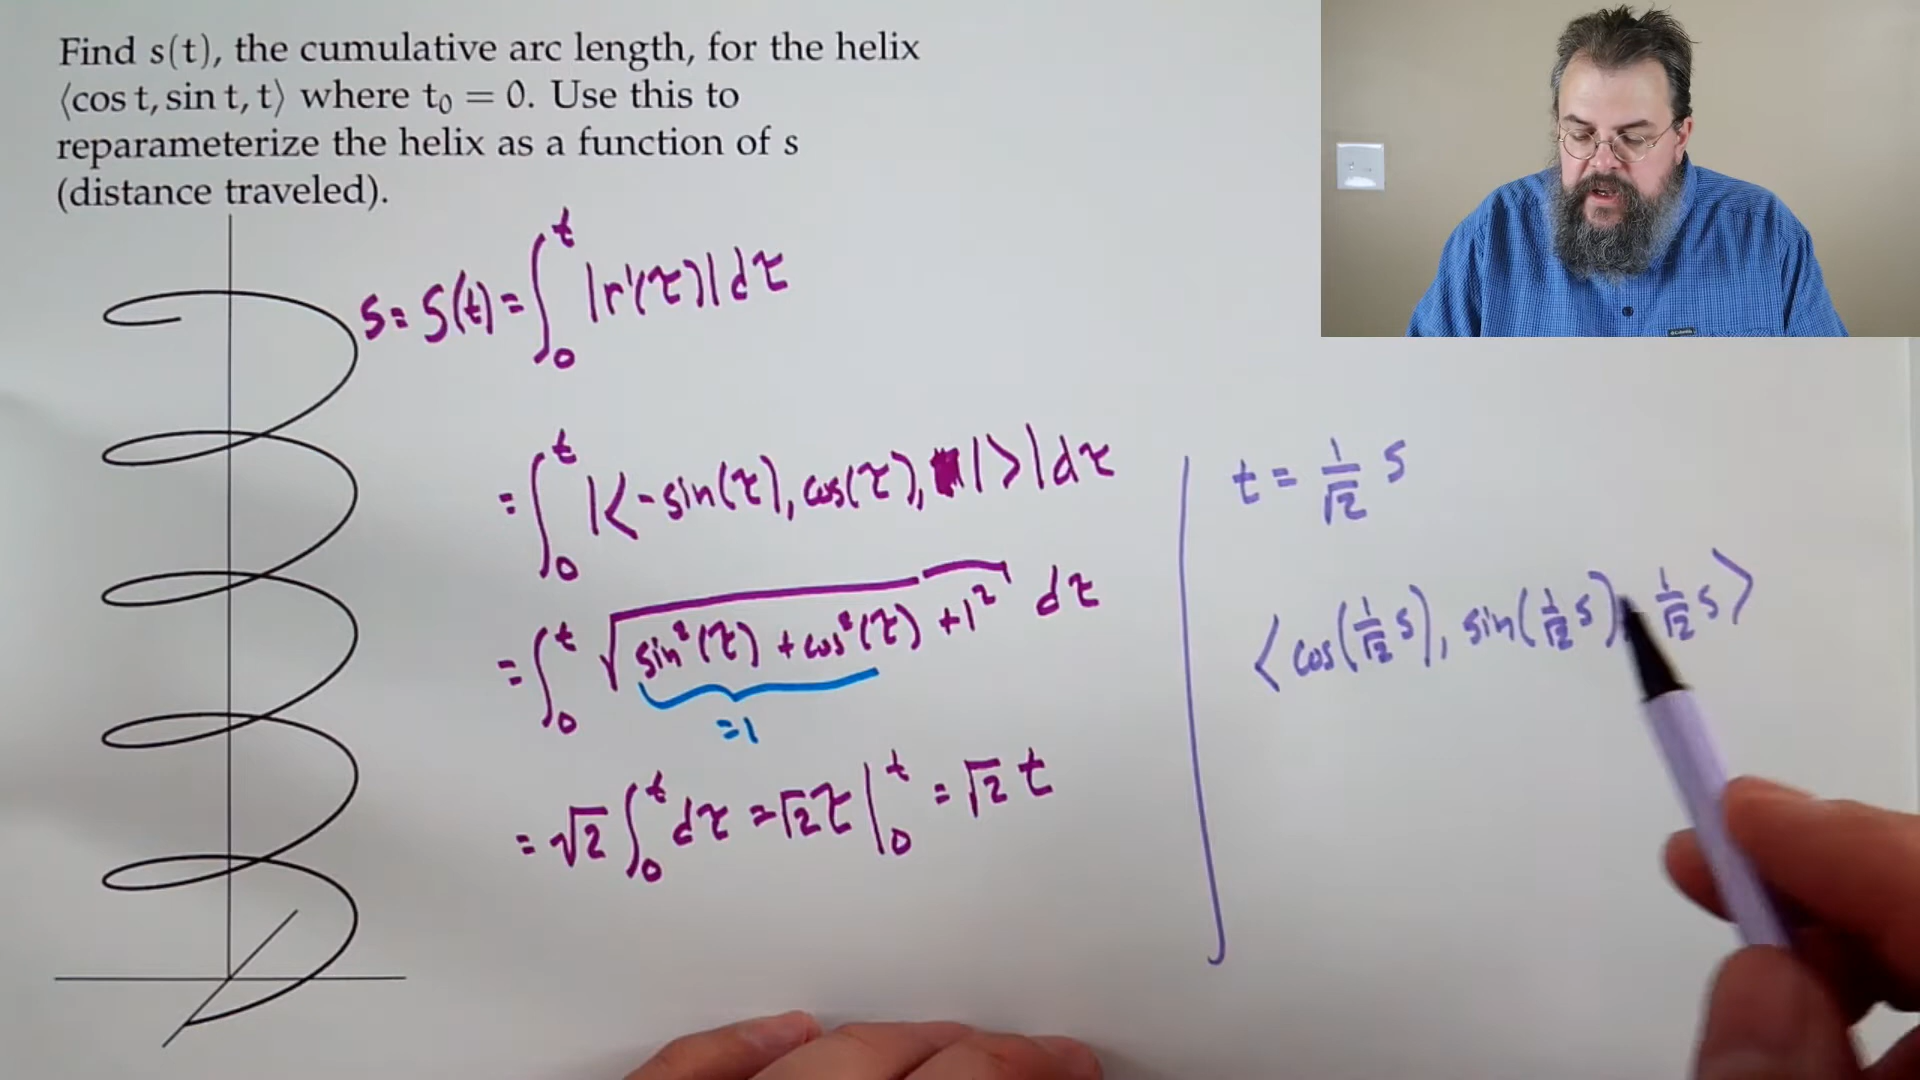 Find s(t), the cumulative arc length, for the helix
⟨cos t, sin t, t⟩ where t₀ = 0. Use this to
reparameterize the helix as a function of s
(distance traveled).
s = s(t) = ∫₀ᵗ |r'(τ)| dτ
= ∫₀ᵗ |<-sin(τ), cos(τ), 1>| dτ
= ∫₀ᵗ √(sin²(τ) + cos²(τ) + 1²) dτ
=1
= √2 ∫₀ᵗ dτ = √2 τ |₀ᵗ = √2 t
t = 1/√2 s
<cos(1/√2 s), sin(1/√2 s), 1/√2 s>